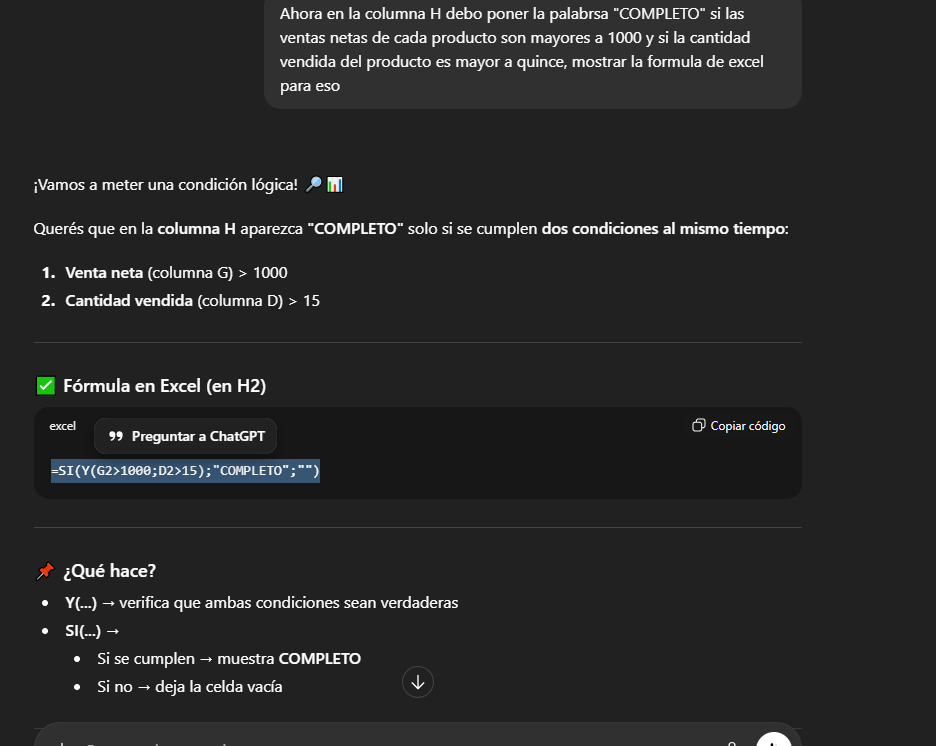 Ahora en la columna H debo poner la palabrsa "COMPLETO" si las
ventas netas de cada producto son mayores a 1000 y si la cantidad
vendida del producto es mayor a quince, mostrar la formula de excel
para eso
¡Vamos a meter una condición lógica! 🔎📊
Querés que en la columna H aparezca "COMPLETO" solo si se cumplen dos condiciones al mismo tiempo:
1. Venta neta (columna G) > 1000
2. Cantidad vendida (columna D) > 15
✅ Fórmula en Excel (en H2)
excel
Preguntar a ChatGPT
Copiar código
=SI(Y(G2>1000;D2>15);"COMPLETO";"")
📌 ¿Qué hace?
• Y(...) → verifica que ambas condiciones sean verdaderas
• SI(...) →
• Si se cumplen → muestra COMPLETO
• Si no → deja la celda vacía